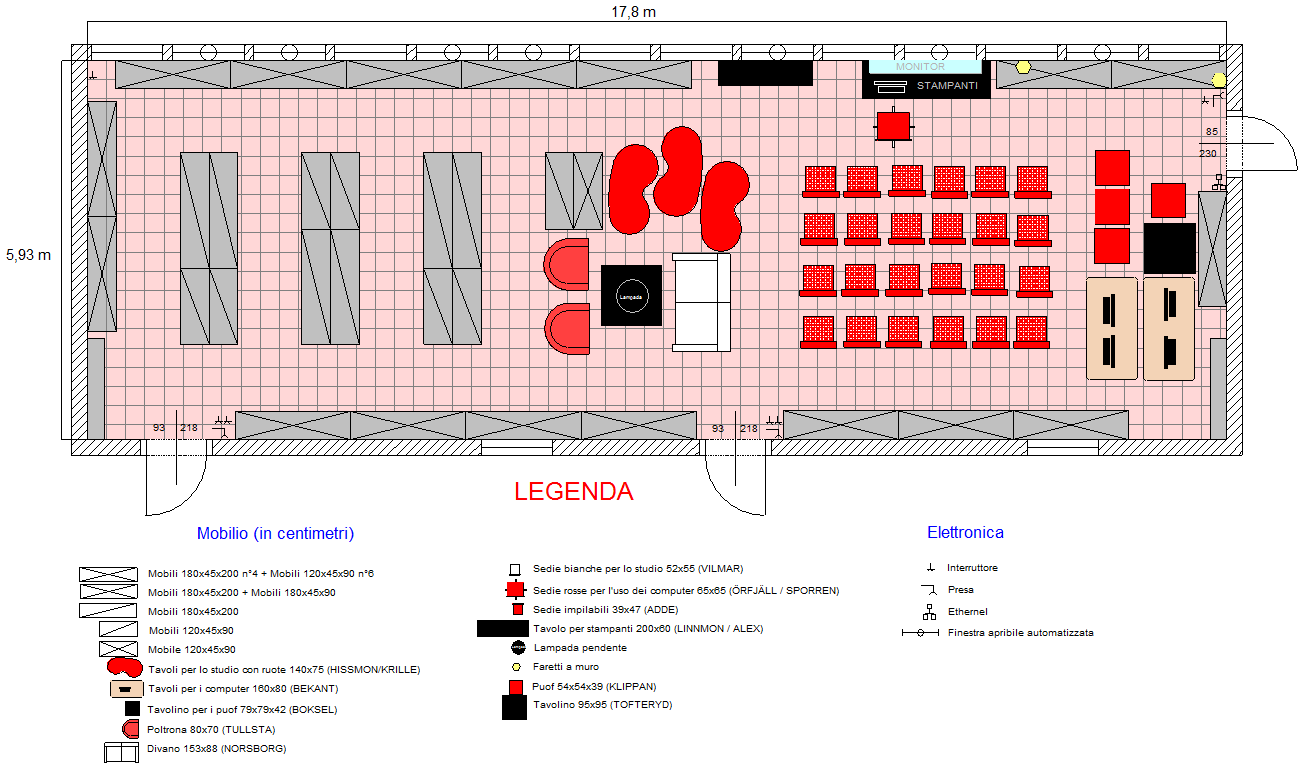 17,8 m
MONITOR
STAMPANTI
85
230
5,93 m
Lampada
93 218
93 218
LEGENDA
Mobilio (in centimetri)
Mobili 180x45x200 n°4 + Mobili 120x45x90 n°6
Mobili 180x45x200 + Mobili 180x45x90
Mobili 180x45x200
Mobili 120x45x90
Mobile 120x45x90
Tavoli per lo studio con ruote 140x75 (HISSMON/KRILLE)
Tavoli per i computer 160x80 (BEKANT)
Tavolino per i puof 79x79x42 (BOKSEL)
Poltrona 80x70 (TULLSTA)
Divano 153x88 (NORSBORG)
Sedie bianche per lo studio 52x55 (VILMAR)
Sedie rosse per l'uso dei computer 65x65 (ÖRFJÄLL / SPORREN)
Sedie impilabili 39x47 (ADDE)
Tavolo per stampanti 200x60 (LINNMON / ALEX)
Lampada pendente
Faretti a muro
Puof 54x54x39 (KLIPPAN)
Tavolino 95x95 (TOFTERYD)
Elettronica
Interruttore
Presa
Ethernel
Finestra apribile automatizzata